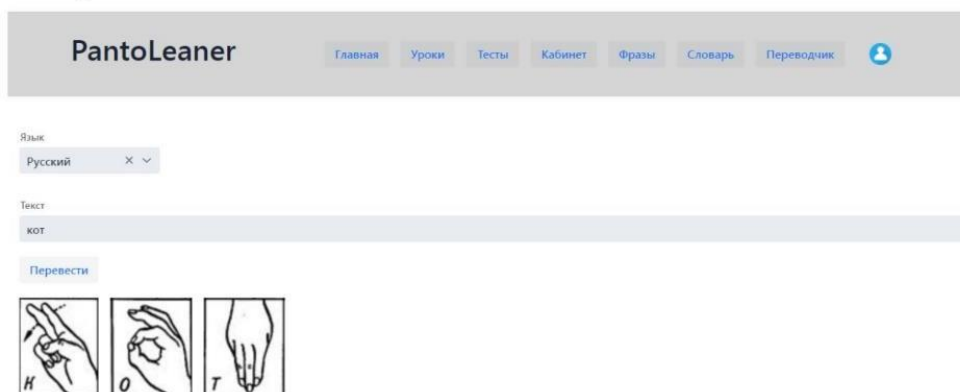 PantoLeaner
Главная Уроки Тесты Кабинет Фразы Словарь Переводчик
Язык
Русский
Текст
кот
Перевести
К О Т